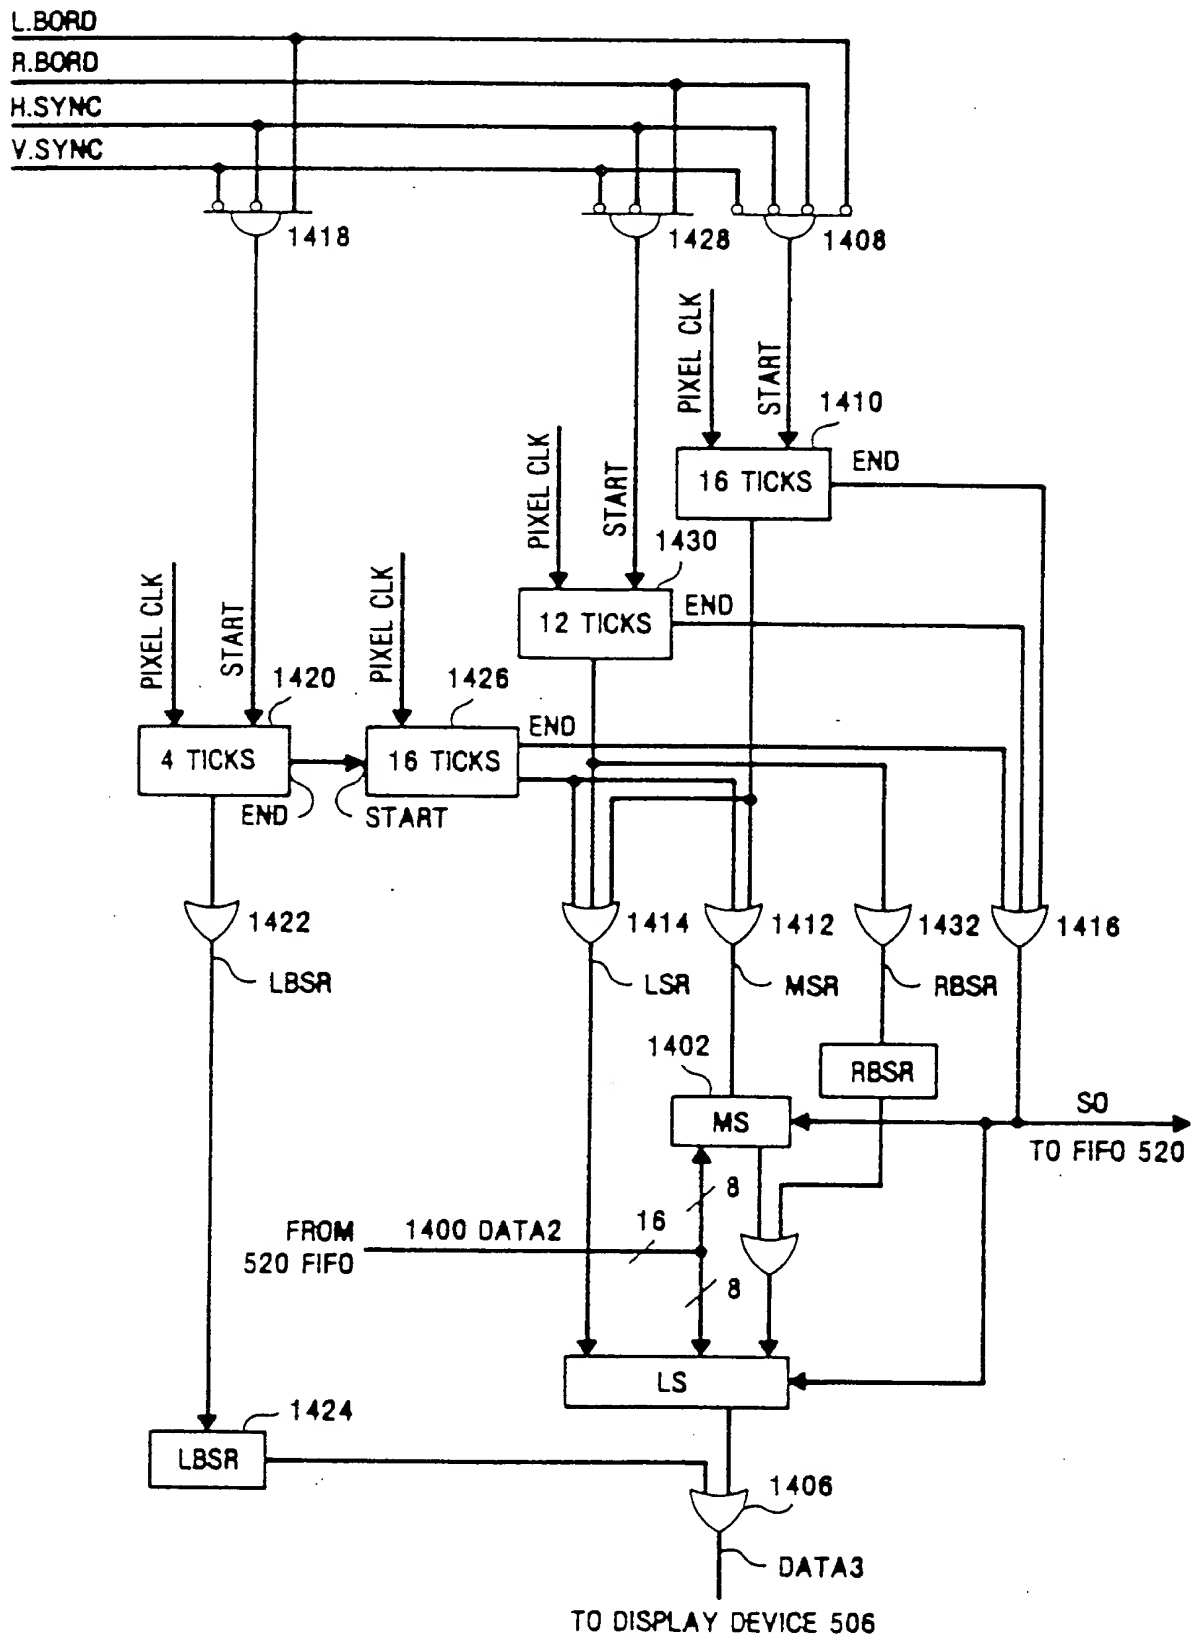 L.BORD
R.BORD
H.SYNC
V.SYNC
1418
1428
1408
PIXEL CLK
START
1410
16 TICKS
END
PIXEL CLK
START
1430
12 TICKS
END
PIXEL CLK
START
1420
4 TICKS
END
PIXEL CLK
1426
16 TICKS
START
END
1422
LBSR
1414
LSR
1412
MSR
1432
RBSR
1416
1402
MS
RBSR
SO
TO FIFO 520
8
16
FROM
520 FIFO
1400 DATA2
8
LS
1424
LBSR
1406
DATA3
TO DISPLAY DEVICE 506